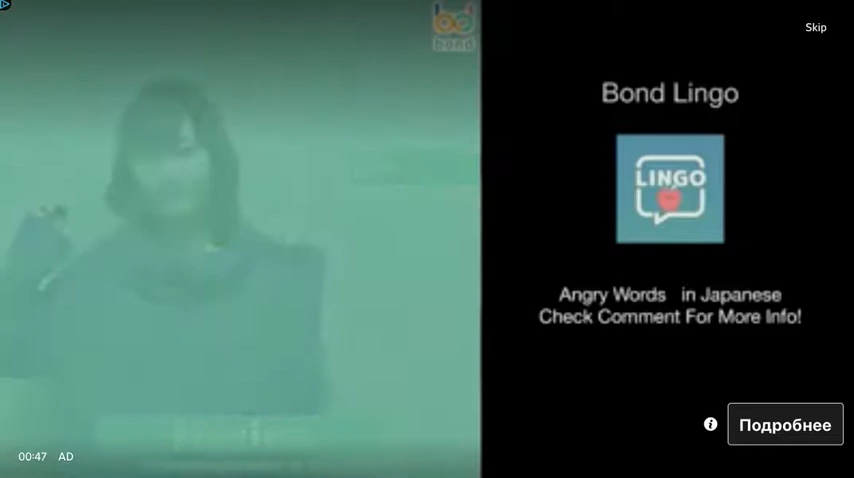 bond
Skip
Bond Lingo
LINGO
Angry Words in Japanese
Check Comment For More Info!
Подробнее
00:47 AD